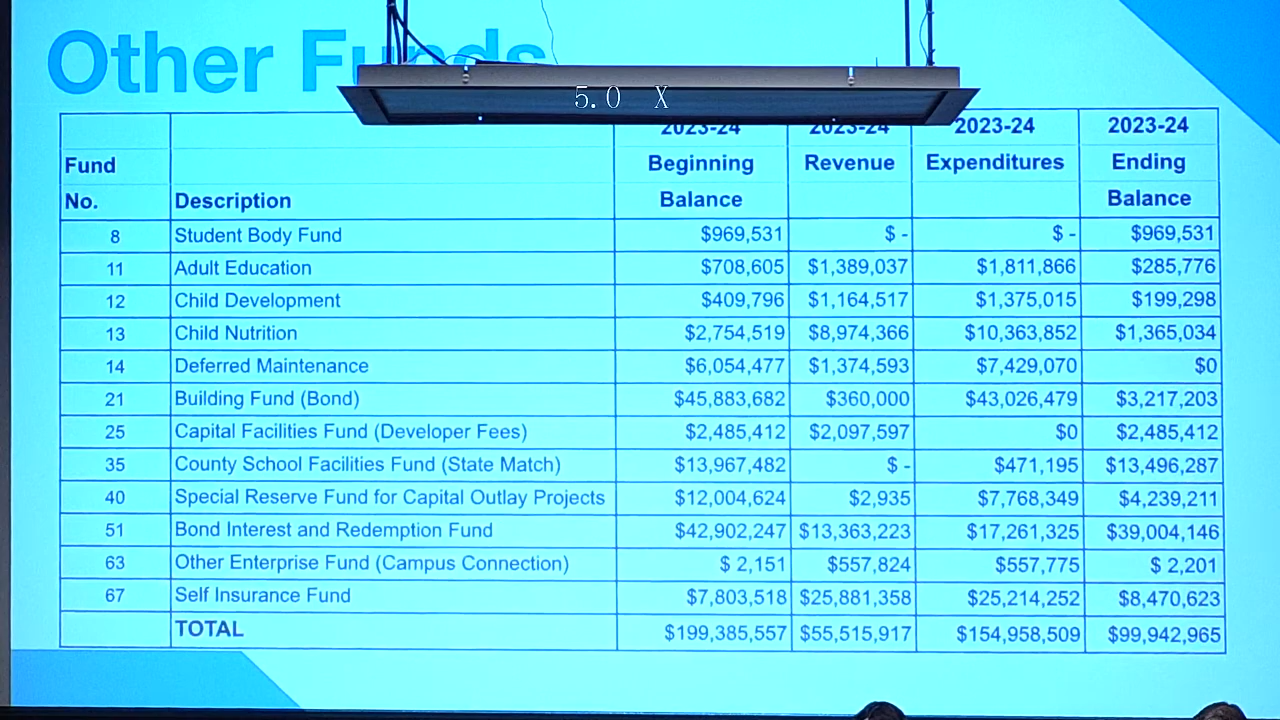 Other Funds
5.0 X
2023-24 2023-24 2023-24 2023-24
Fund Beginning Revenue Expenditures Ending
No. Description Balance Balance
8 Student Body Fund $969,531 $ - $ - $969,531
11 Adult Education $708,605 $1,389,037 $1,811,866 $285,776
12 Child Development $409,796 $1,164,517 $1,375,015 $199,298
13 Child Nutrition $2,754,519 $8,974,366 $10,363,852 $1,365,034
14 Deferred Maintenance $6,054,477 $1,374,593 $7,429,070 $0
21 Building Fund (Bond) $45,883,682 $360,000 $43,026,479 $3,217,203
25 Capital Facilities Fund (Developer Fees) $2,485,412 $2,097,597 $0 $2,485,412
35 County School Facilities Fund (State Match) $13,967,482 $ - $471,195 $13,496,287
40 Special Reserve Fund for Capital Outlay Projects $12,004,624 $2,935 $7,768,349 $4,239,211
51 Bond Interest and Redemption Fund $42,902,247 $13,363,223 $17,261,325 $39,004,146
63 Other Enterprise Fund (Campus Connection) $ 2,151 $557,824 $557,775 $ 2,201
67 Self Insurance Fund $7,803,518 $25,881,358 $25,214,252 $8,470,623
TOTAL $199,385,557 $55,515,917 $154,958,509 $99,942,965